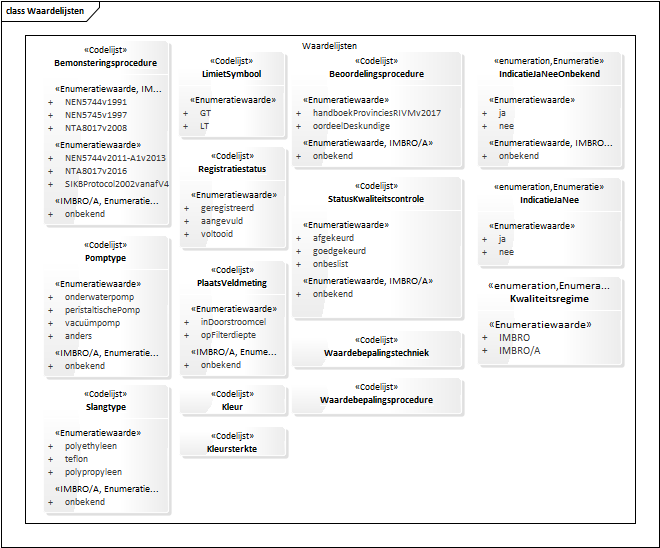 class Waardelijsten
Waardelijsten
«Codelijst»
Bemonsteringsprocedure
«Enumeratiewaarde, IM...
+ NEN5744v1991
+ NEN5745v1997
+ NTA8017v2008
«Enumeratiewaarde»
+ NEN5744v2011-A1v2013
+ NTA8017v2016
+ SIKBProtocol2002vanafV4
«IMBRO/A, Enumeratie...
+ onbekend
«Codelijst»
Pomptype
«Enumeratiewaarde»
+ onderwaterpomp
+ peristaltischePomp
+ vacuümpomp
+ anders
«IMBRO/A, Enumeratie...
+ onbekend
«Codelijst»
Slangtype
«Enumeratiewaarde»
+ polyethyleen
+ teflon
+ polypropyleen
«IMBRO/A, Enumeratie...
+ onbekend
«Codelijst»
LimietSymbool
«Enumeratiewaarde»
+ GT
+ LT
«Codelijst»
Registratiestatus
«Enumeratiewaarde»
+ geregistreerd
+ aangevuld
+ voltooid
«Codelijst»
PlaatsVeldmeting
«Enumeratiewaarde»
+ inDoorstroomcel
+ opFilterdiepte
«IMBRO/A, Enume...
+ onbekend
«Codelijst»
Kleur
«Codelijst»
Kleursterkte
«Codelijst»
Beoordelingsprocedure
«Enumeratiewaarde»
+ handboekProvinciesRIVMv2017
+ oordeelDeskundige
«Enumeratiewaarde, IMBRO/A»
+ onbekend
«Codelijst»
StatusKwaliteitscontrole
«Enumeratiewaarde»
+ afgekeurd
+ goedgekeurd
+ onbeslist
«Enumeratiewaarde, IMBRO/A»
+ onbekend
«Codelijst»
Waardebepalingstechniek
«Codelijst»
Waardebepalingsprocedure
«enumeration,Enumeratie»
IndicatieJaNeeOnbekend
«Enumeratiewaarde»
+ ja
+ nee
«Enumeratiewaarde, IMBRO...
+ onbekend
«enumeration,Enumeratie»
IndicatieJaNee
«Enumeratiewaarde»
+ ja
+ nee
«enumeration,Enumera...
Kwaliteitsregime
«Enumeratiewaarde»
+ IMBRO
+ IMBRO/A